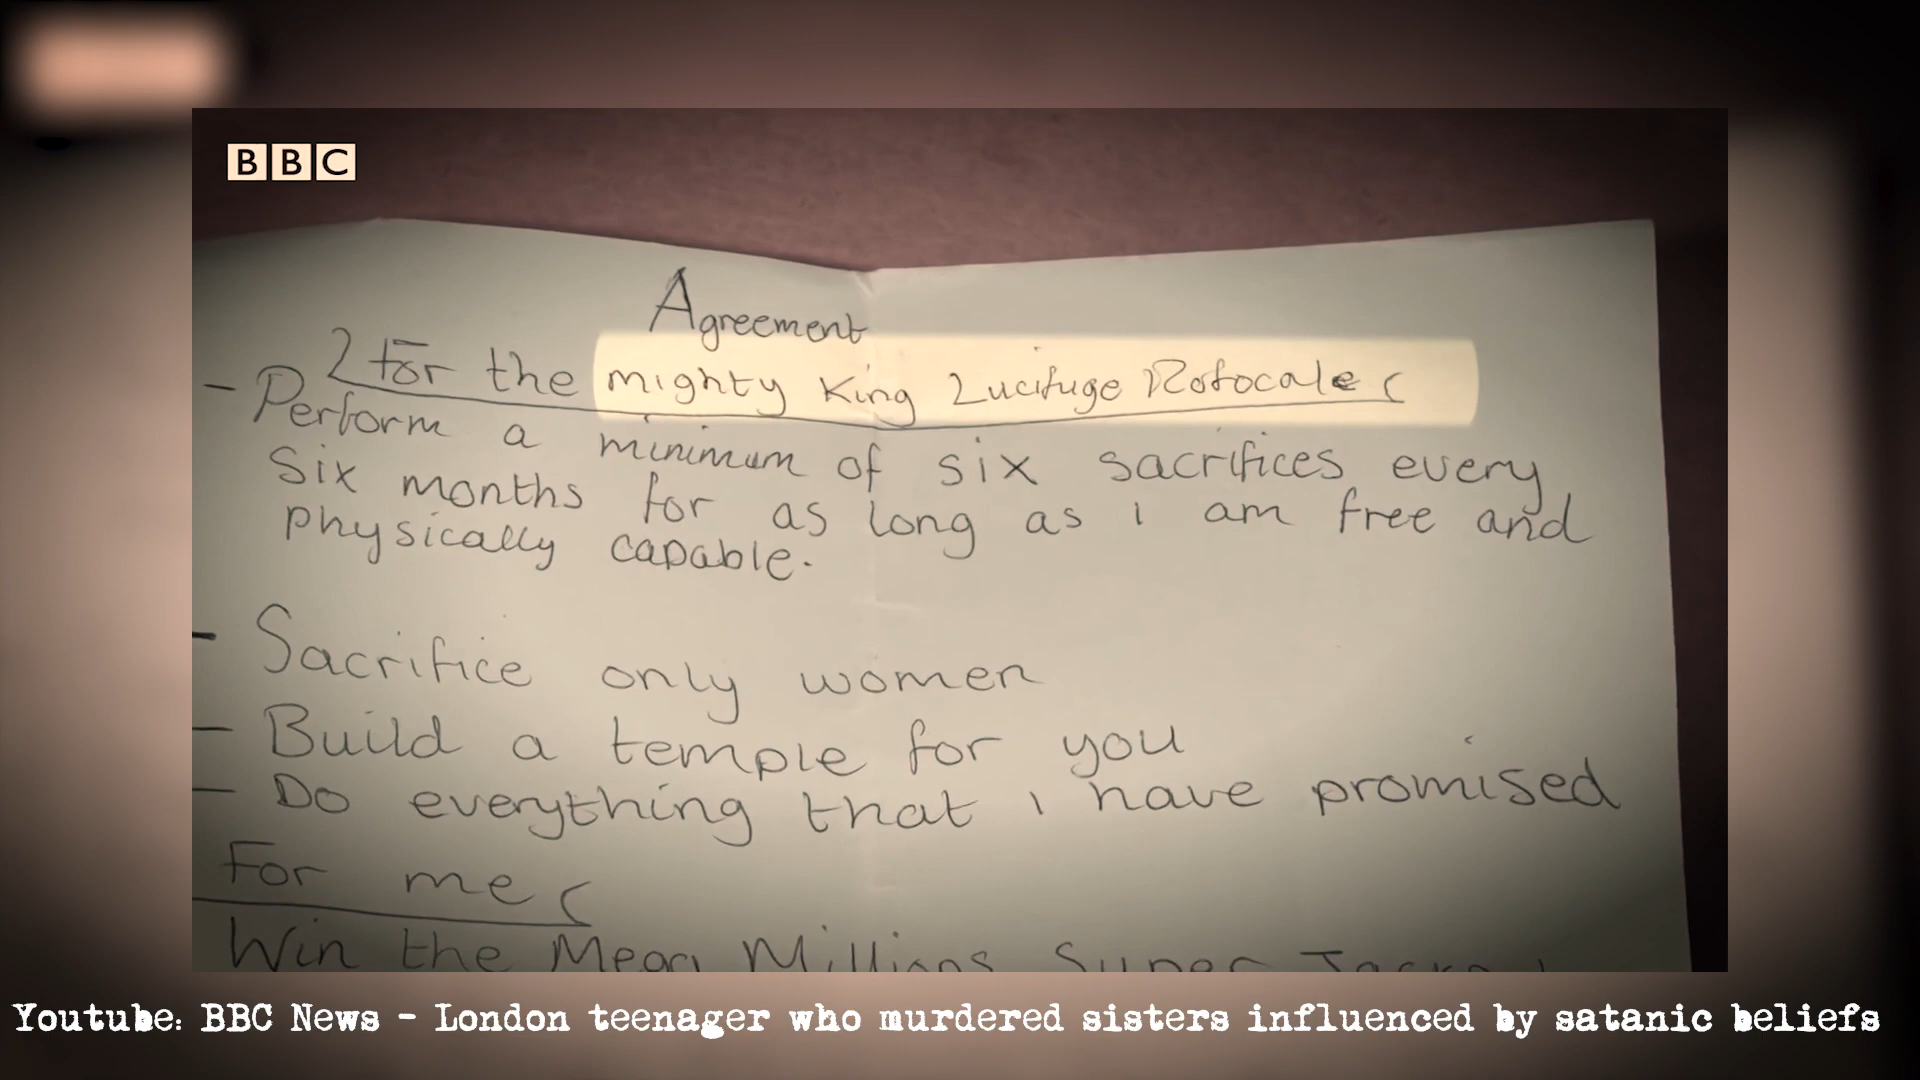 BBC
Agreement
for the mighty King Lucifuge Rofocale
- Perform a minimum of six sacrifices every
six months for as long as i am free and
physically capable.
- Sacrifice only women
- Build a temple for you
- Do everything that i have promised
For me
Win the Mega Millions Super Jackpot
Youtube: BBC News - London teenager who murdered sisters influenced by satanic beliefs